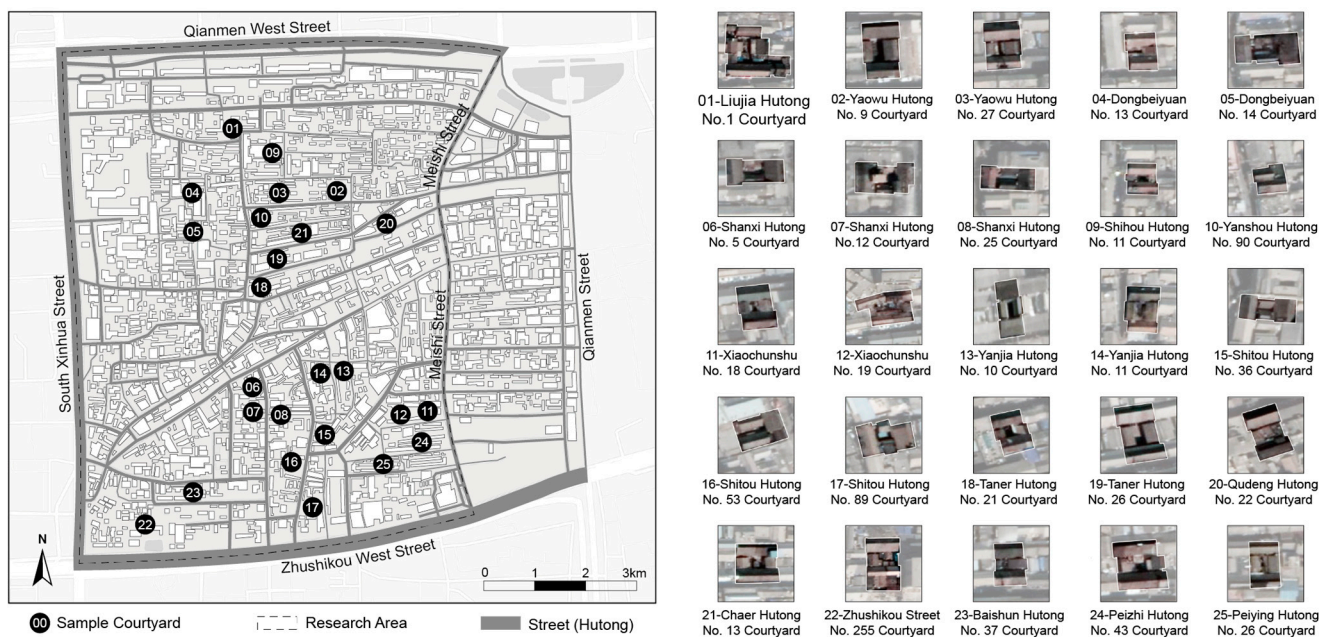 Qianmen West Street
Meishi Street
Meishi Street
Qianmen Street
South Xinhua Street
Zhushikou West Street
01
09
04
03
02
10
20
05
21
19
18
14
13
06
07
08
12
11
15
24
16
25
23
17
22
N
0 1 2 3km
00 Sample Courtyard
Research Area
Street (Hutong)
01-Liujia Hutong
No.1 Courtyard
02-Yaowu Hutong
No. 9 Courtyard
03-Yaowu Hutong
No. 27 Courtyard
04-Dongbeiyuan
No. 13 Courtyard
05-Dongbeiyuan
No. 14 Courtyard
06-Shanxi Hutong
No. 5 Courtyard
07-Shanxi Hutong
No.12 Courtyard
08-Shanxi Hutong
No. 25 Courtyard
09-Shihou Hutong
No. 11 Courtyard
10-Yanshou Hutong
No. 90 Courtyard
11-Xiaochunshu
No. 18 Courtyard
12-Xiaochunshu
No. 19 Courtyard
13-Yanjia Hutong
No. 10 Courtyard
14-Yanjia Hutong
No. 11 Courtyard
15-Shitou Hutong
No. 36 Courtyard
16-Shitou Hutong
No. 53 Courtyard
17-Shitou Hutong
No. 89 Courtyard
18-Taner Hutong
No. 21 Courtyard
19-Taner Hutong
No. 26 Courtyard
20-Qudeng Hutong
No. 22 Courtyard
21-Chaer Hutong
No. 13 Courtyard
22-Zhushikou Street
No. 255 Courtyard
23-Baishun Hutong
No. 37 Courtyard
24-Peizhi Hutong
No. 43 Courtyard
25-Peiying Hutong
No. 26 Courtyard